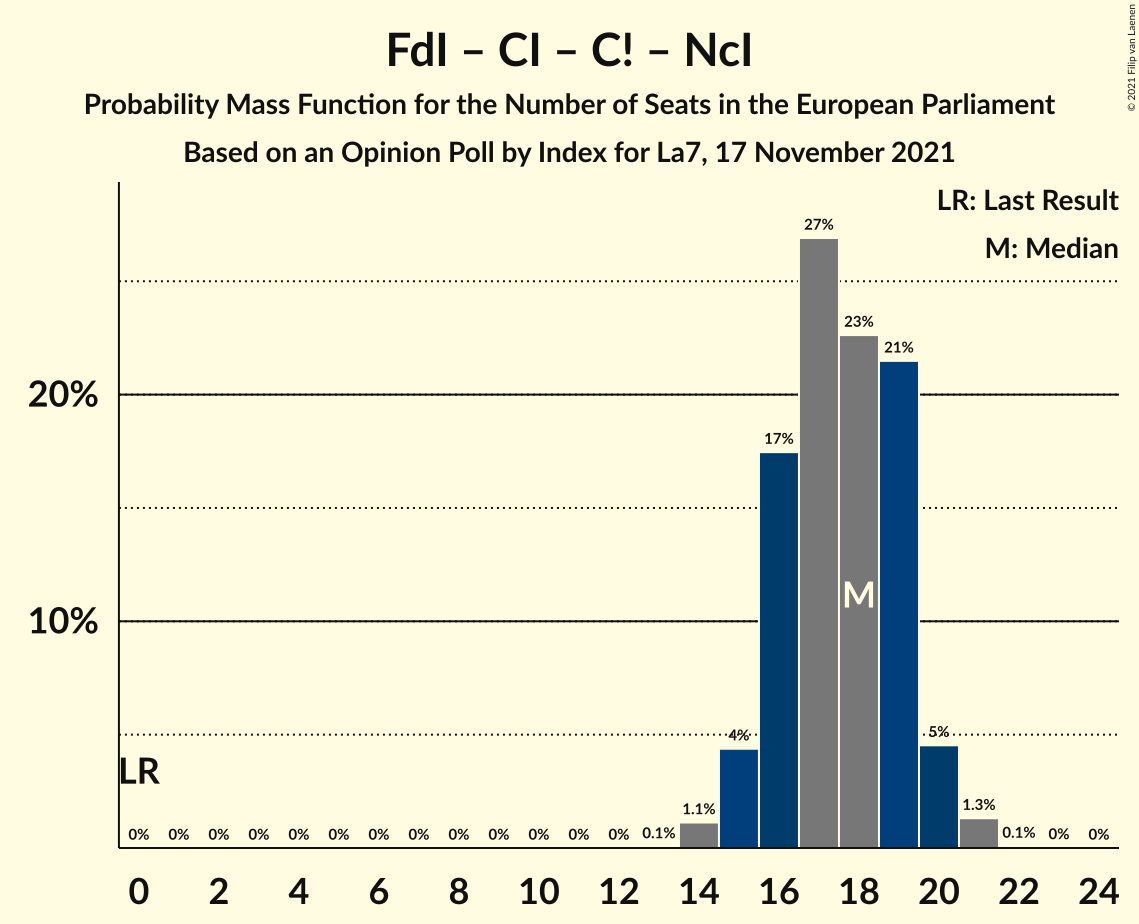 FdI – CI – C! – NcI
Probability Mass Function for the Number of Seats in the European Parliament
Based on an Opinion Poll by Index for La7, 17 November 2021
© 2021 Filip van Laenen
LR: Last Result
M: Median
27%
23%
21%
20%
17%
M
10%
4%
5%
LR
1.1%
1.3%
0% 0% 0% 0% 0% 0% 0% 0% 0% 0% 0% 0% 0% 0.1% 0.1% 0% 0%
0 2 4 6 8 10 12 14 16 18 20 22 24